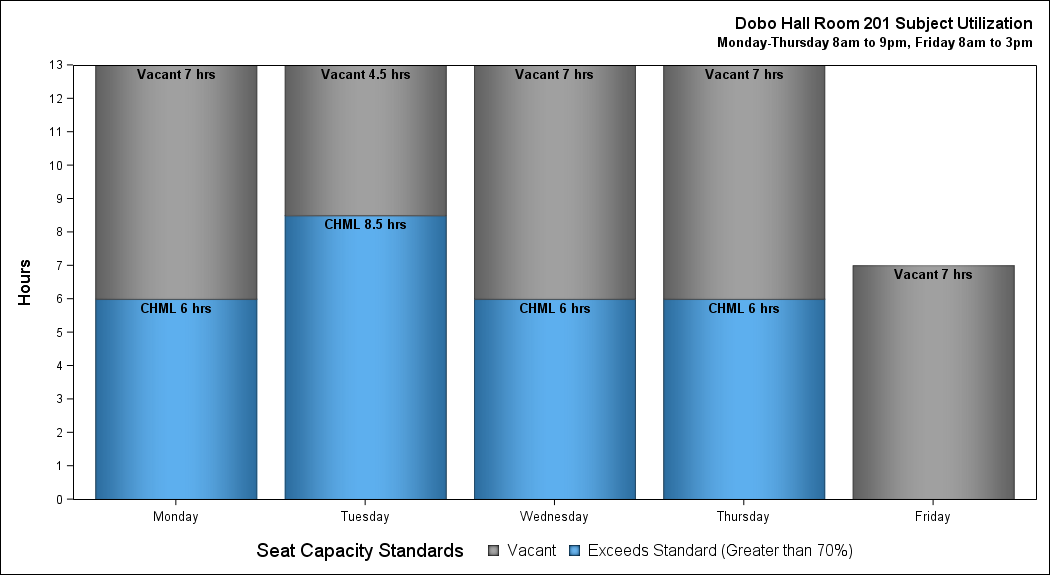 Dobo Hall Room 201 Subject Utilization
Monday-Thursday 8am to 9pm, Friday 8am to 3pm
Hours
13
12
11
10
9
8
7
6
5
4
3
2
1
0
Vacant 7 hrs
Vacant 4.5 hrs
Vacant 7 hrs
Vacant 7 hrs
CHML 8.5 hrs
Vacant 7 hrs
CHML 6 hrs
CHML 6 hrs
CHML 6 hrs
Monday
Tuesday
Wednesday
Thursday
Friday
Seat Capacity Standards Vacant Exceeds Standard (Greater than 70%)